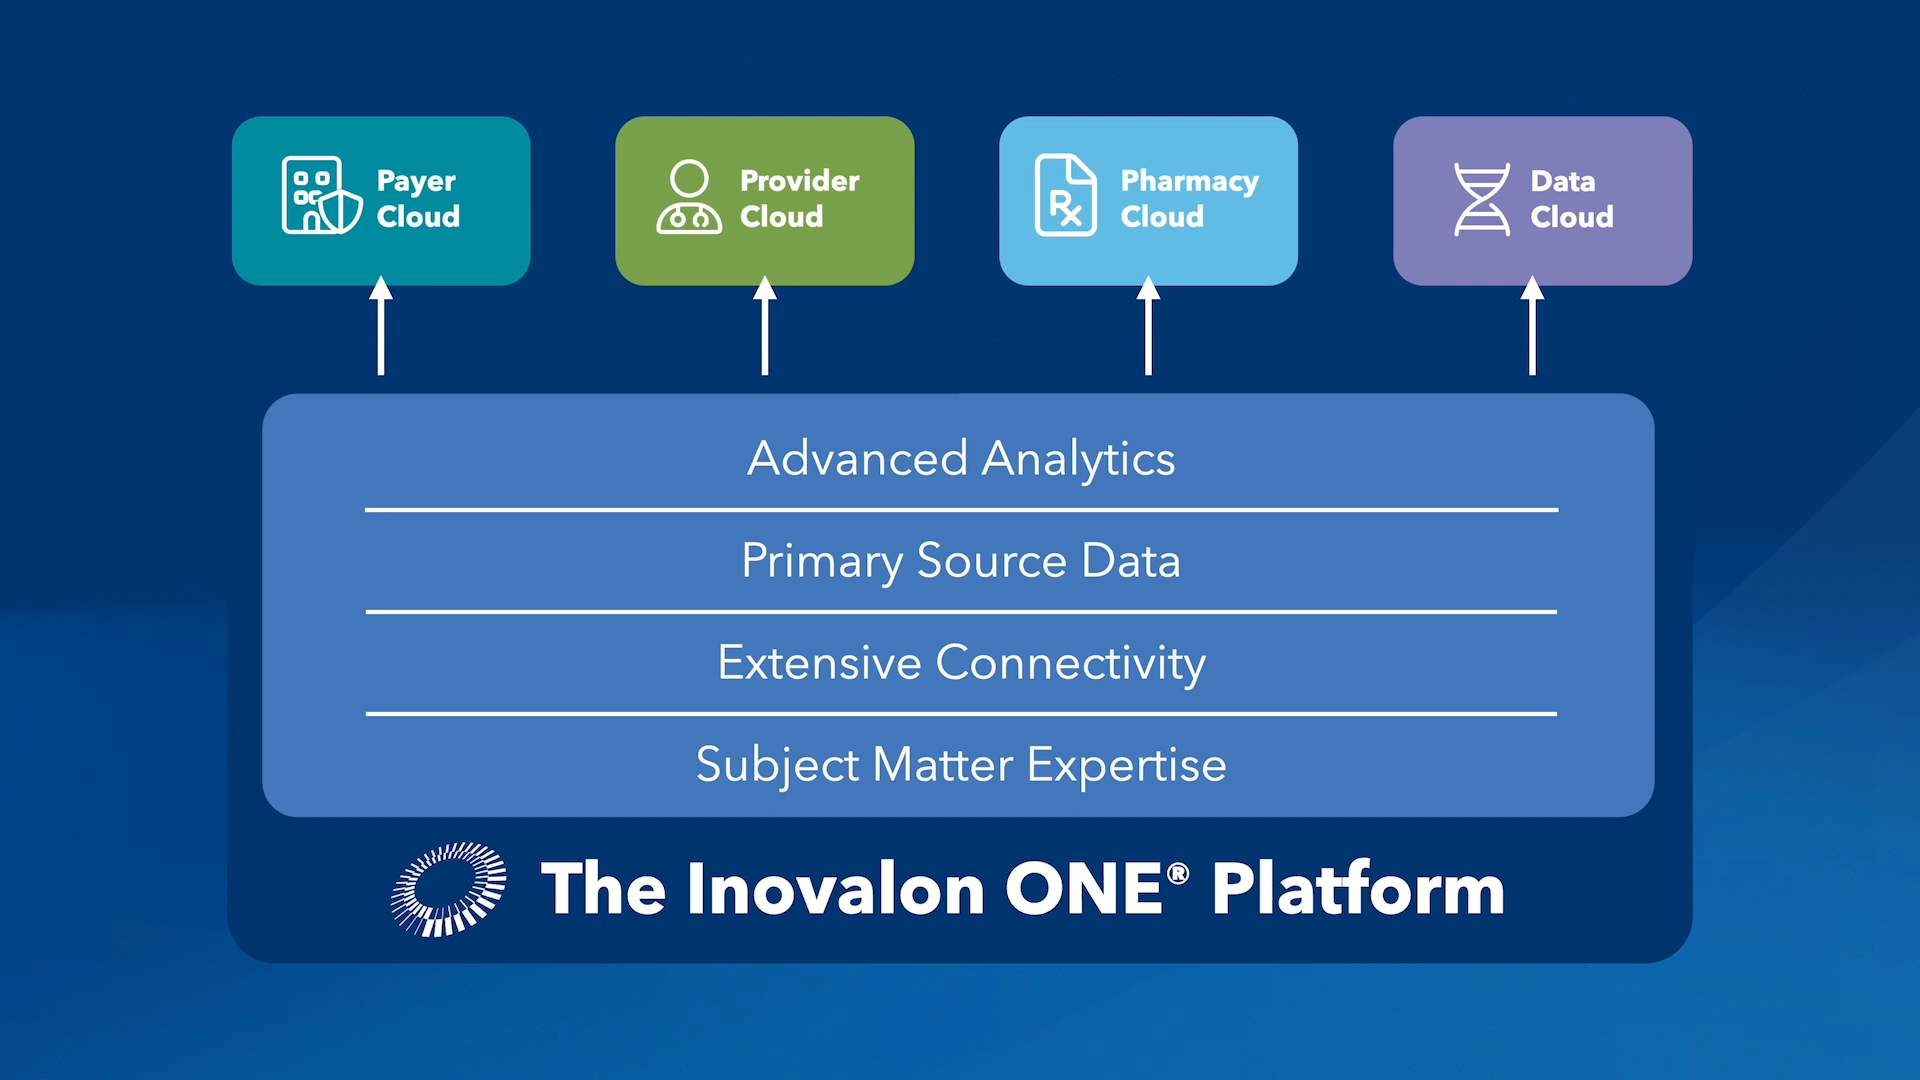 Payer
Cloud
Provider
Cloud
Rx
Pharmacy
Cloud
Data
Cloud
Advanced Analytics
Primary Source Data
Extensive Connectivity
Subject Matter Expertise
The Inovalon ONE® Platform